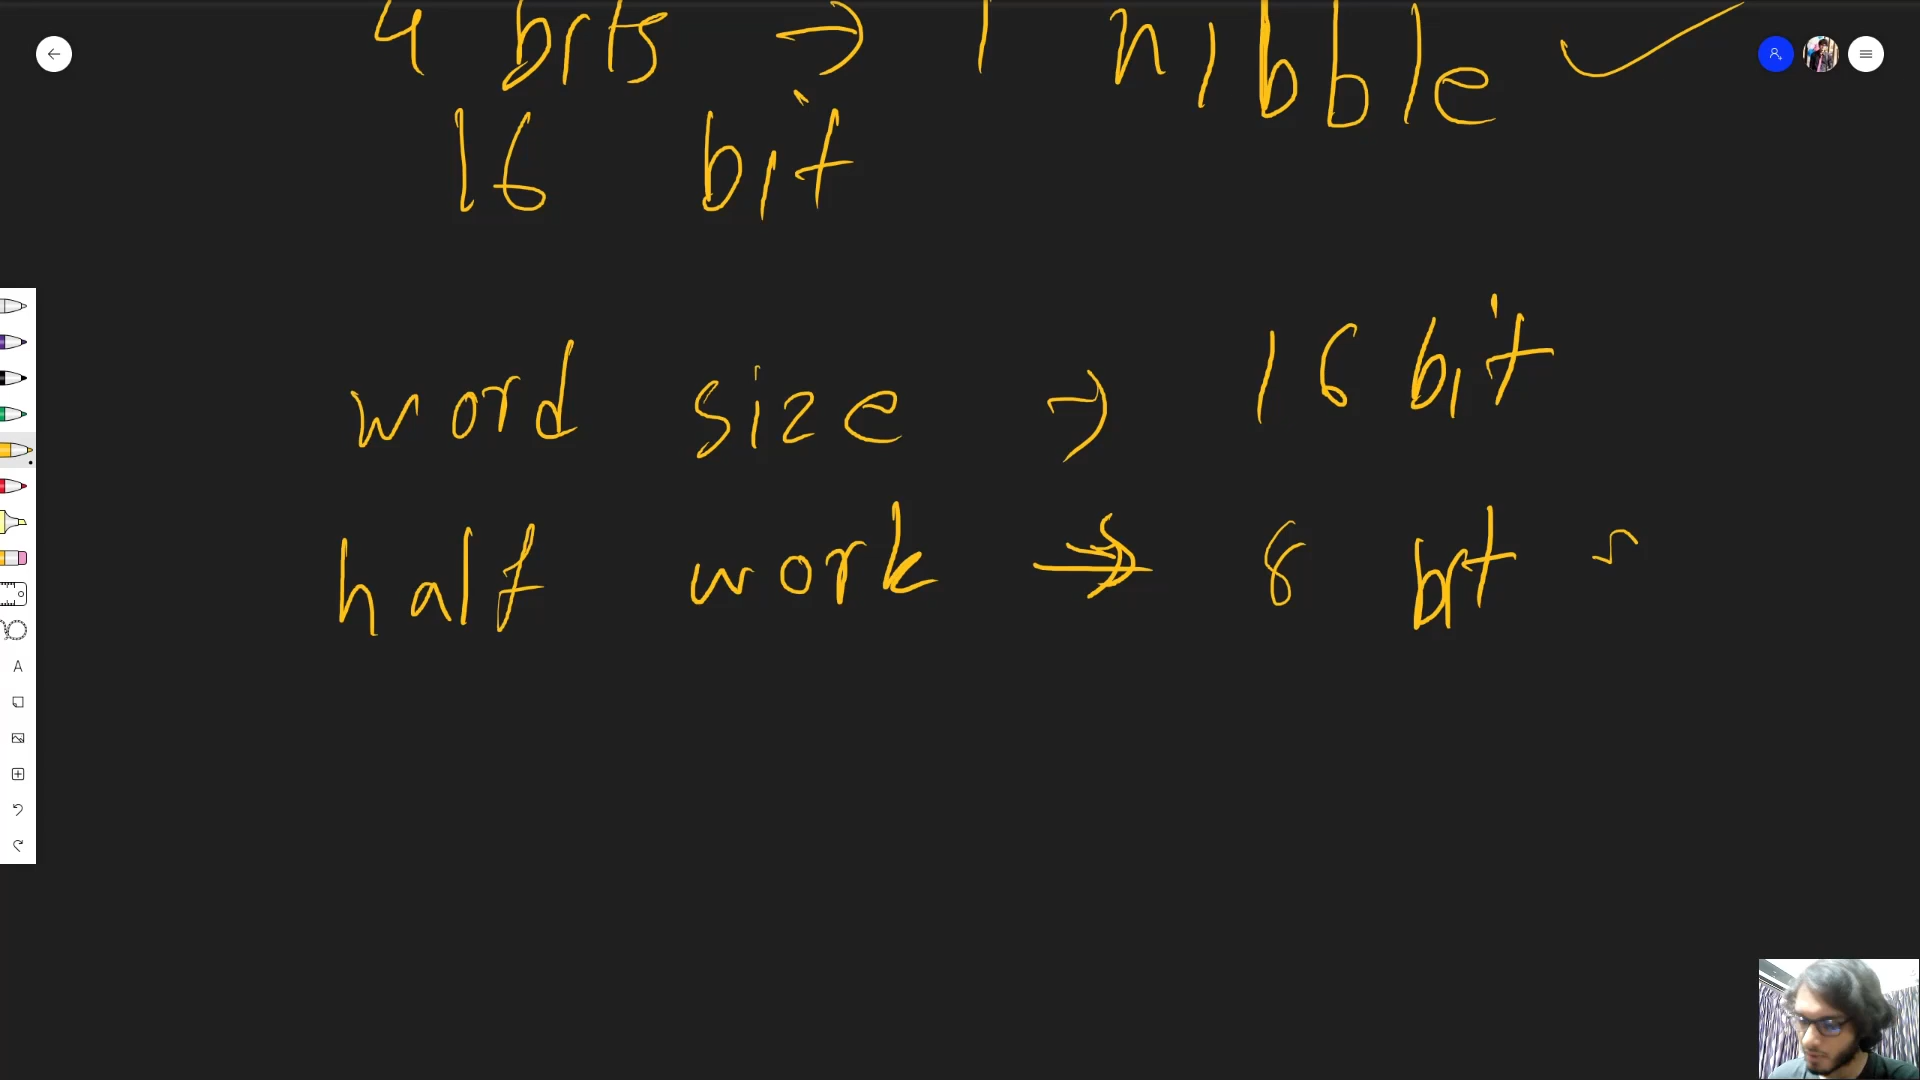 4 bits → 1 nibble ✓
16 bit
word size → 16 bit
half work → 8 bit s
A